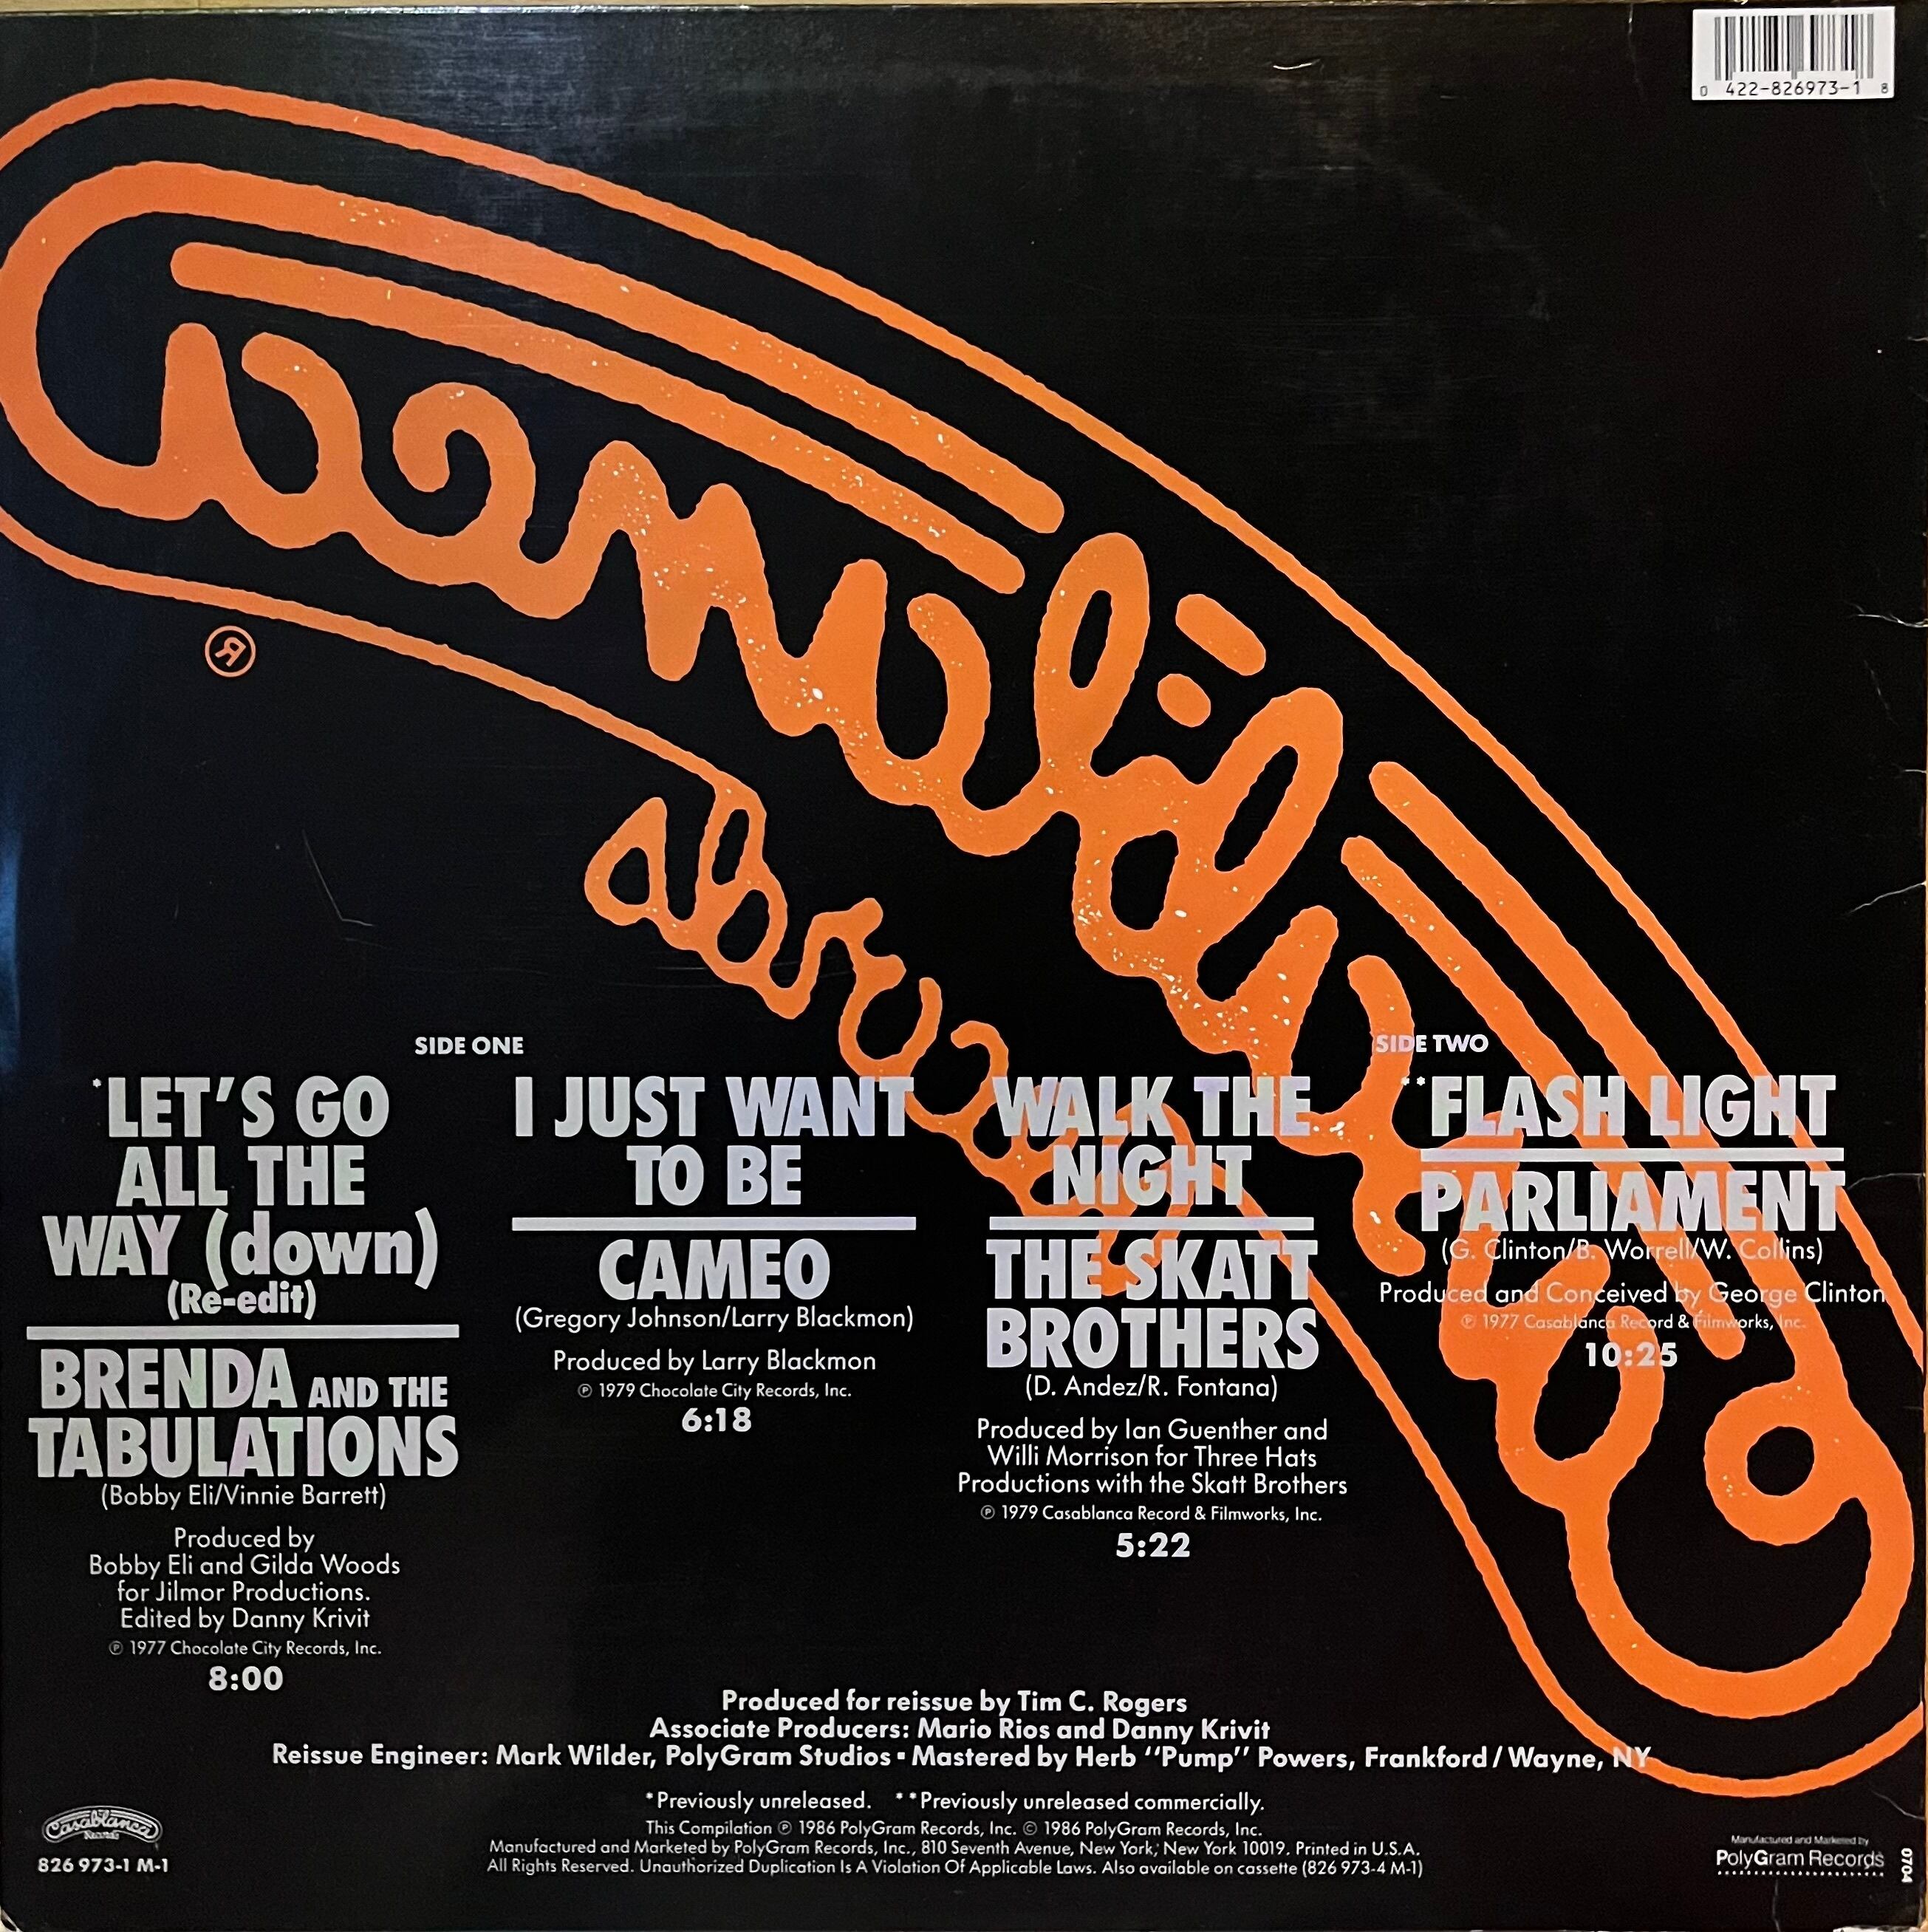 0 422-826973-1 8
Casablanca
Records
®
SIDE ONE
*LET'S GO
ALL THE
WAY (down)
(Re-edit)
BRENDA AND THE
TABULATIONS
(Bobby Eli/Vinnie Barrett)
Produced by
Bobby Eli and Gilda Woods
for Jilmor Productions.
Edited by Danny Krivit
℗ 1977 Chocolate City Records, Inc.
8:00
I JUST WANT
TO BE
CAMEO
(Gregory Johnson/Larry Blackmon)
Produced by Larry Blackmon
℗ 1979 Chocolate City Records, Inc.
6:18
WALK THE
NIGHT
THE SKATT
BROTHERS
(D. Andez/R. Fontana)
Produced by Ian Guenther and
Willi Morrison for Three Hats
Productions with the Skatt Brothers
℗ 1979 Casablanca Record & Filmworks, Inc.
5:22
SIDE TWO
**FLASH LIGHT
PARLIAMENT
(G. Clinton/B. Worrell/W. Collins)
Produced and Conceived by George Clinton
℗ 1977 Casablanca Record & Filmworks, Inc.
10:25
Produced for reissue by Tim C. Rogers
Associate Producers: Mario Rios and Danny Krivit
Reissue Engineer: Mark Wilder, PolyGram Studios ▪ Mastered by Herb "Pump" Powers, Frankford/Wayne, NY
*Previously unreleased. **Previously unreleased commercially.
This Compilation ℗ 1986 PolyGram Records, Inc. © 1986 PolyGram Records, Inc.
Manufactured and Marketed by PolyGram Records, Inc., 810 Seventh Avenue, New York, New York 10019. Printed in U.S.A.
All Rights Reserved. Unauthorized Duplication Is A Violation Of Applicable Laws. Also available on cassette (826 973-4 M-1)
Casablanca
Records
826 973-1 M-1
Manufactured and Marketed by
PolyGram Records
0704